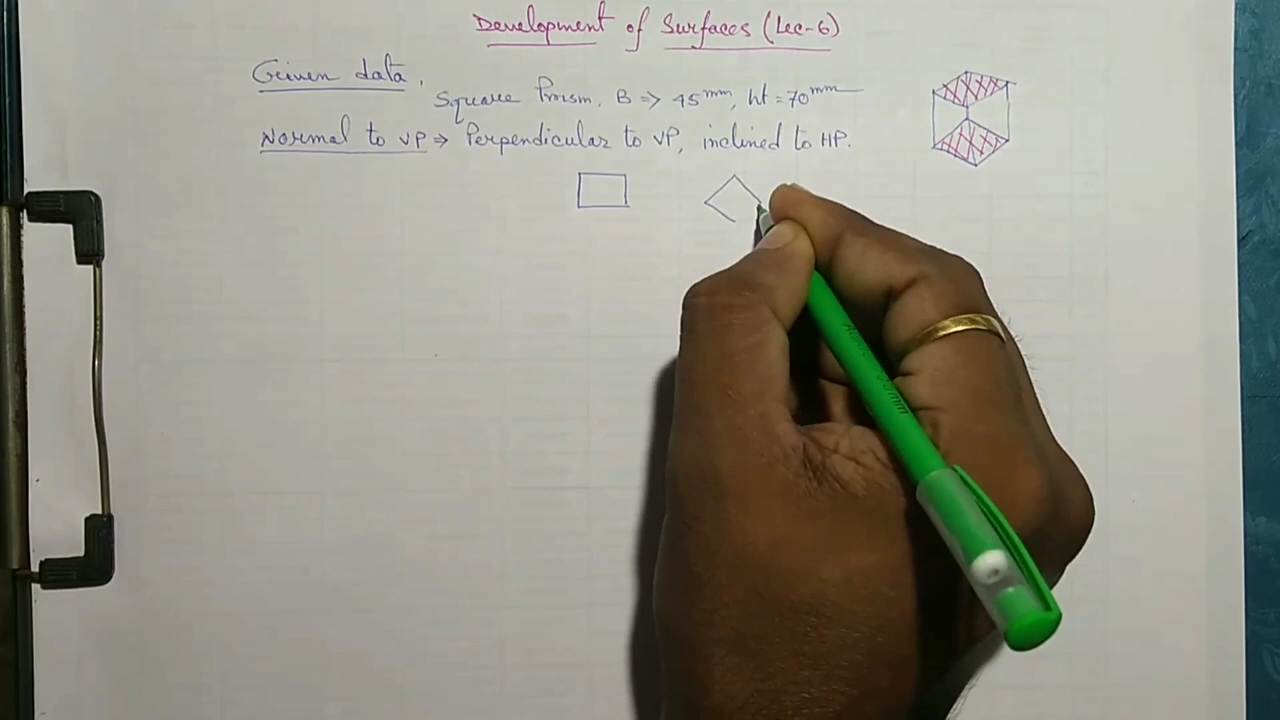 Development of Surfaces (Lec-6)
Given data,
Square Prism, B => 45mm, ht = 70mm
Normal to VP => Perpendicular to VP, inclined to HP.